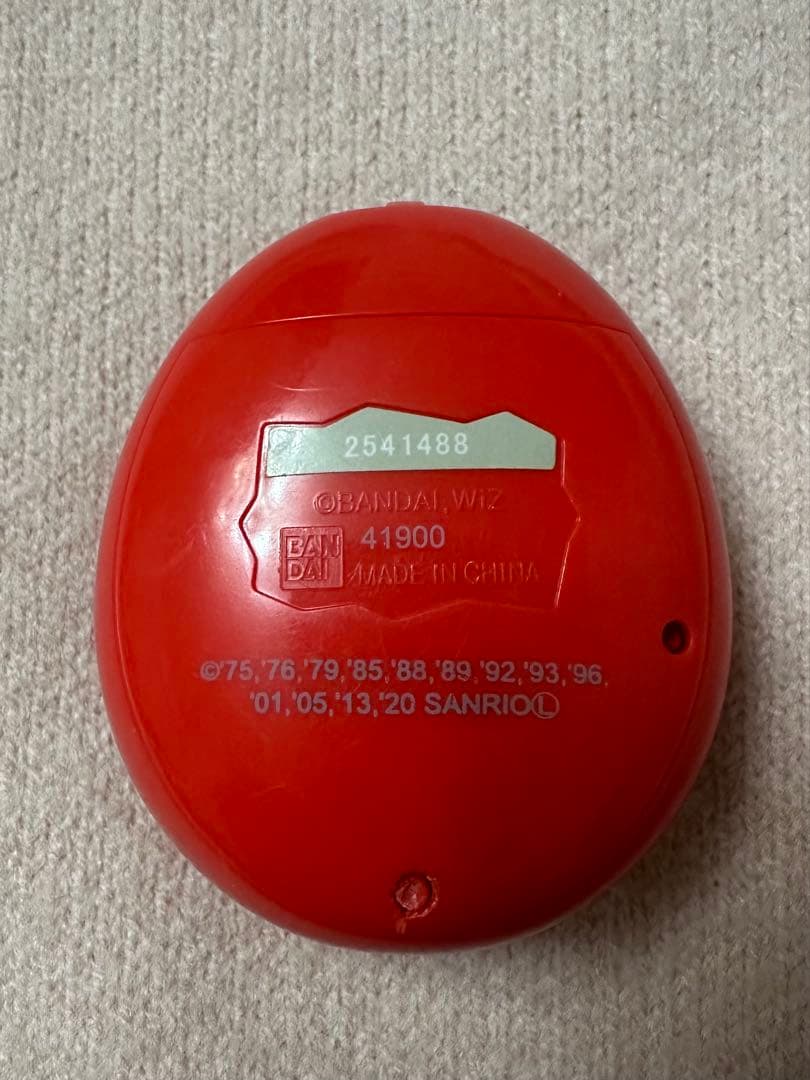 2541488
©BANDAI, WiZ
BAN
DAI
41900
MADE IN CHINA
©'75,'76,'79,'85,'88,'89,'92,'93,'96,
'01,'05,'13,'20 SANRIOⓁ